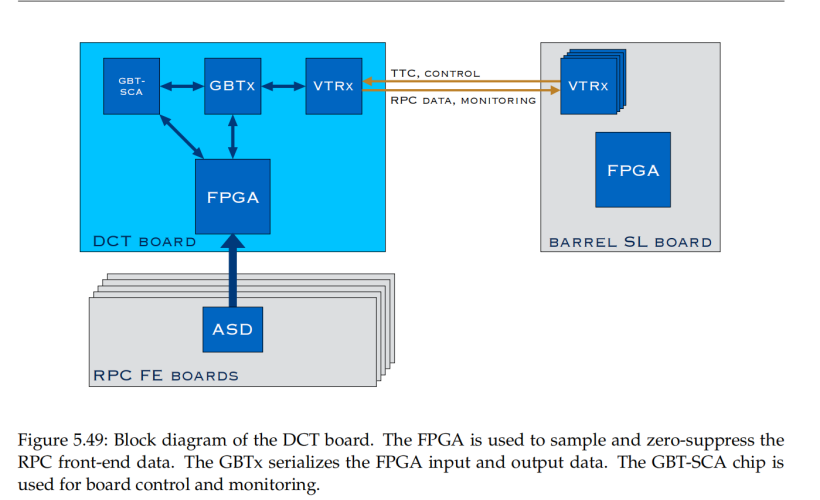 GBT-
SCA
GBTX
VTRX
TTC, CONTROL
RPC DATA, MONITORING
VTRX
FPGA
FPGA
DCT BOARD
BARREL SL BOARD
ASD
RPC FE BOARDS
Figure 5.49: Block diagram of the DCT board. The FPGA is used to sample and zero-suppress the
RPC front-end data. The GBTx serializes the FPGA input and output data. The GBT-SCA chip is
used for board control and monitoring.